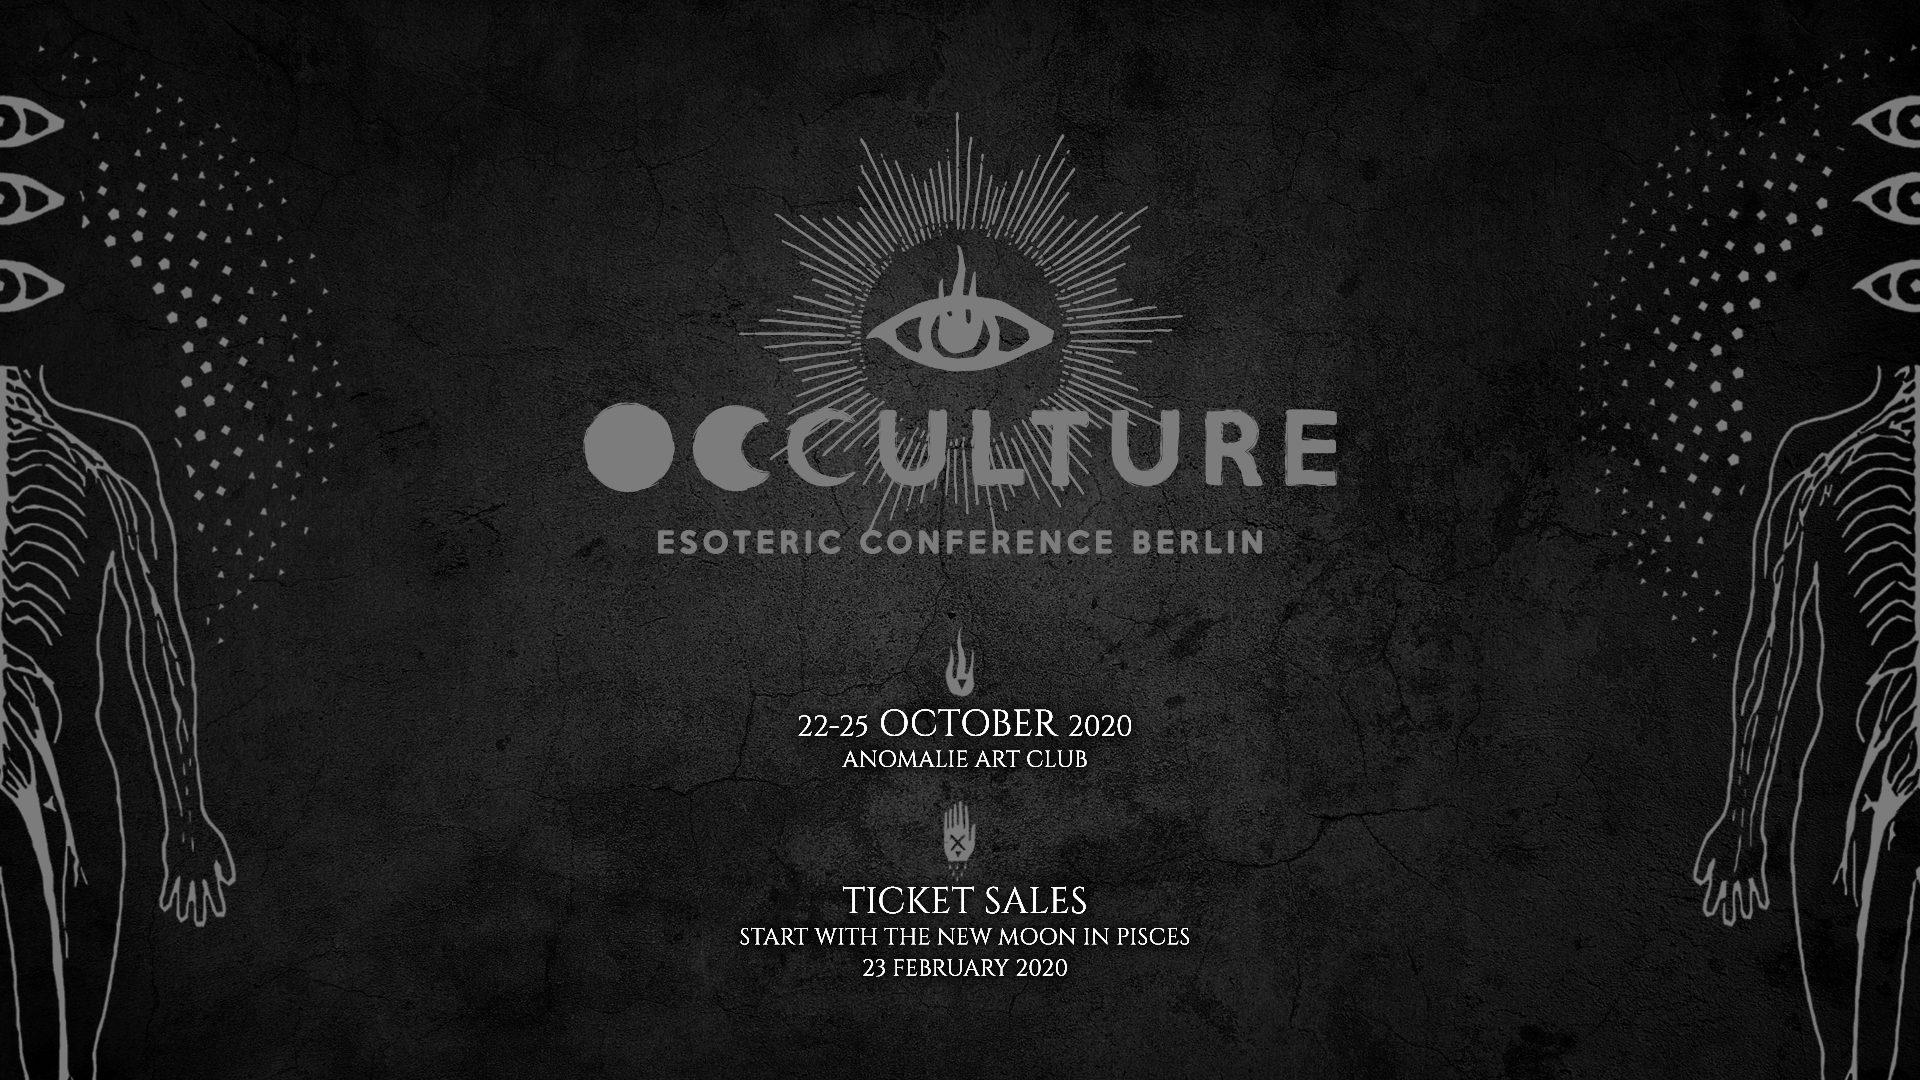 OCCULTURE
ESOTERIC CONFERENCE BERLIN
22-25 OCTOBER 2020
ANOMALIE ART CLUB
TICKET SALES
START WITH THE NEW MOON IN PISCES
23 FEBRUARY 2020